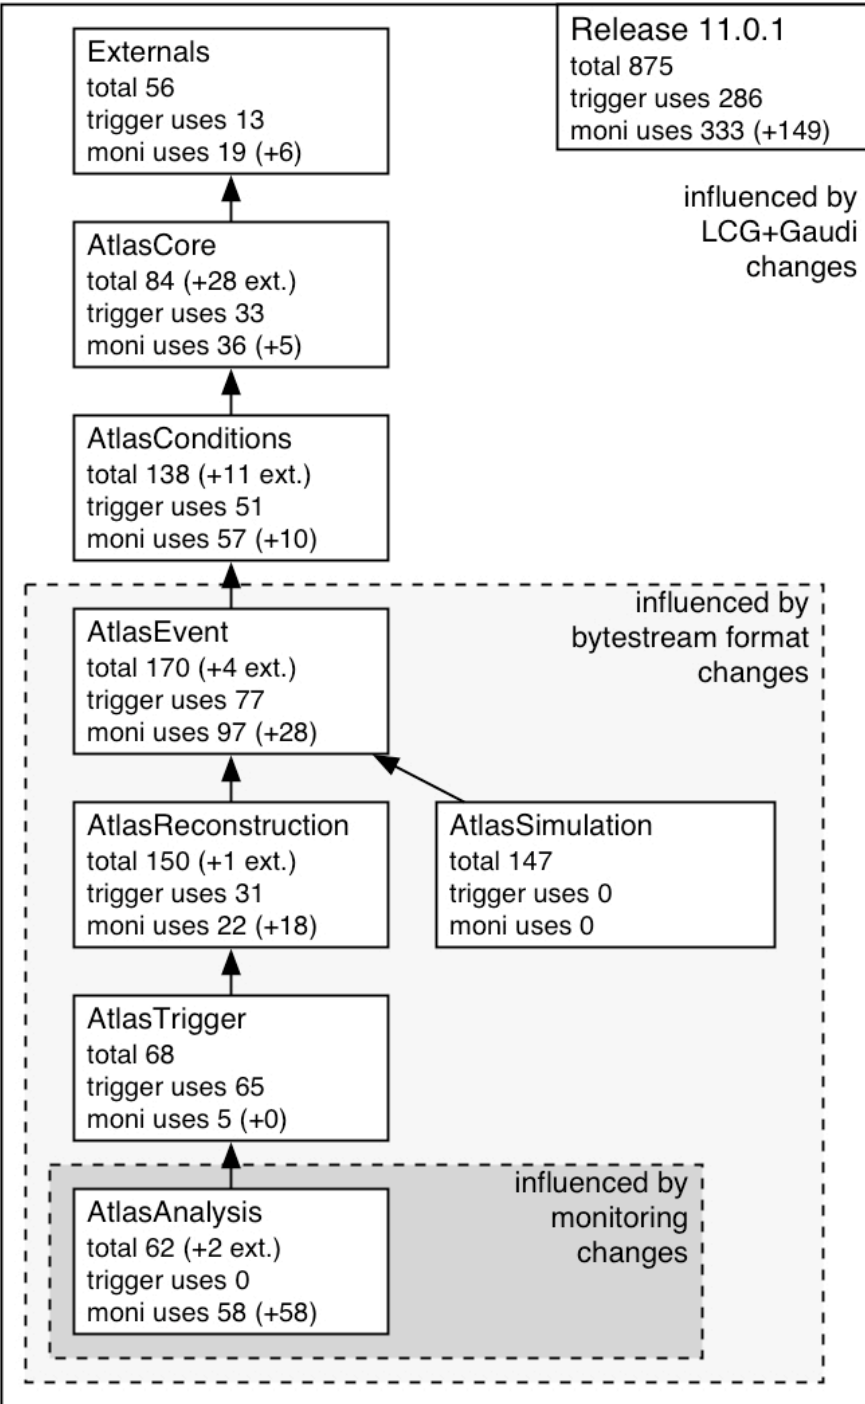 Externals
total 56
trigger uses 13
moni uses 19 (+6)
Release 11.0.1
total 875
trigger uses 286
moni uses 333 (+149)
influenced by
LCG+Gaudi
changes
AtlasCore
total 84 (+28 ext.)
trigger uses 33
moni uses 36 (+5)
AtlasConditions
total 138 (+11 ext.)
trigger uses 51
moni uses 57 (+10)
influenced by
bytestream format
changes
AtlasEvent
total 170 (+4 ext.)
trigger uses 77
moni uses 97 (+28)
AtlasReconstruction
total 150 (+1 ext.)
trigger uses 31
moni uses 22 (+18)
AtlasSimulation
total 147
trigger uses 0
moni uses 0
AtlasTrigger
total 68
trigger uses 65
moni uses 5 (+0)
influenced by
monitoring
changes
AtlasAnalysis
total 62 (+2 ext.)
trigger uses 0
moni uses 58 (+58)